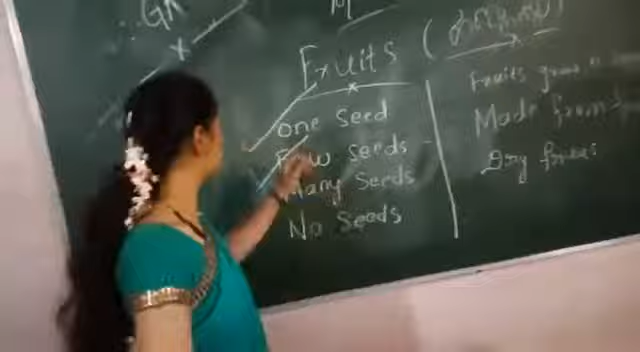 GK
Fruits (
One Seed
Few Seeds
Many Seeds
No Seeds
Fruits grow
Made from
Dry fruits